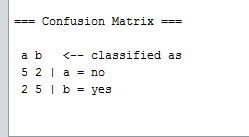 === Confusion Matrix ===
a b <-- classified as
5 2 | a = no
2 5 | b = yes